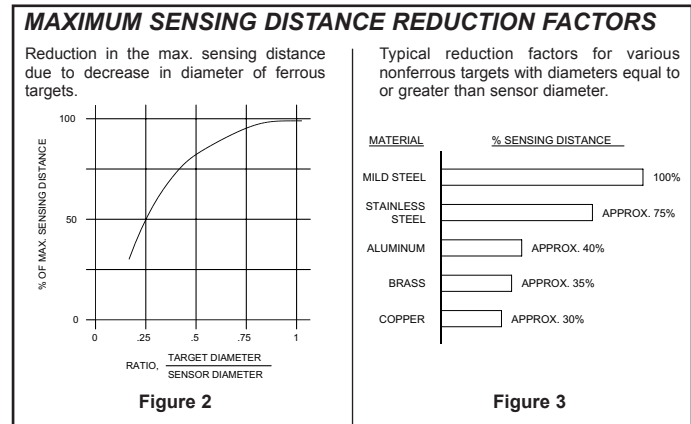 MAXIMUM SENSING DISTANCE REDUCTION FACTORS
Reduction in the max. sensing distance
due to decrease in diameter of ferrous
targets.
100
50
0
% OF MAX. SENSING DISTANCE
0 .25 .5 .75 1
RATIO, TARGET DIAMETER
SENSOR DIAMETER
Figure 2
Typical reduction factors for various
nonferrous targets with diameters equal to
or greater than sensor diameter.
MATERIAL % SENSING DISTANCE
MILD STEEL 100%
STAINLESS
STEEL APPROX. 75%
ALUMINUM APPROX. 40%
BRASS APPROX. 35%
COPPER APPROX. 30%
Figure 3